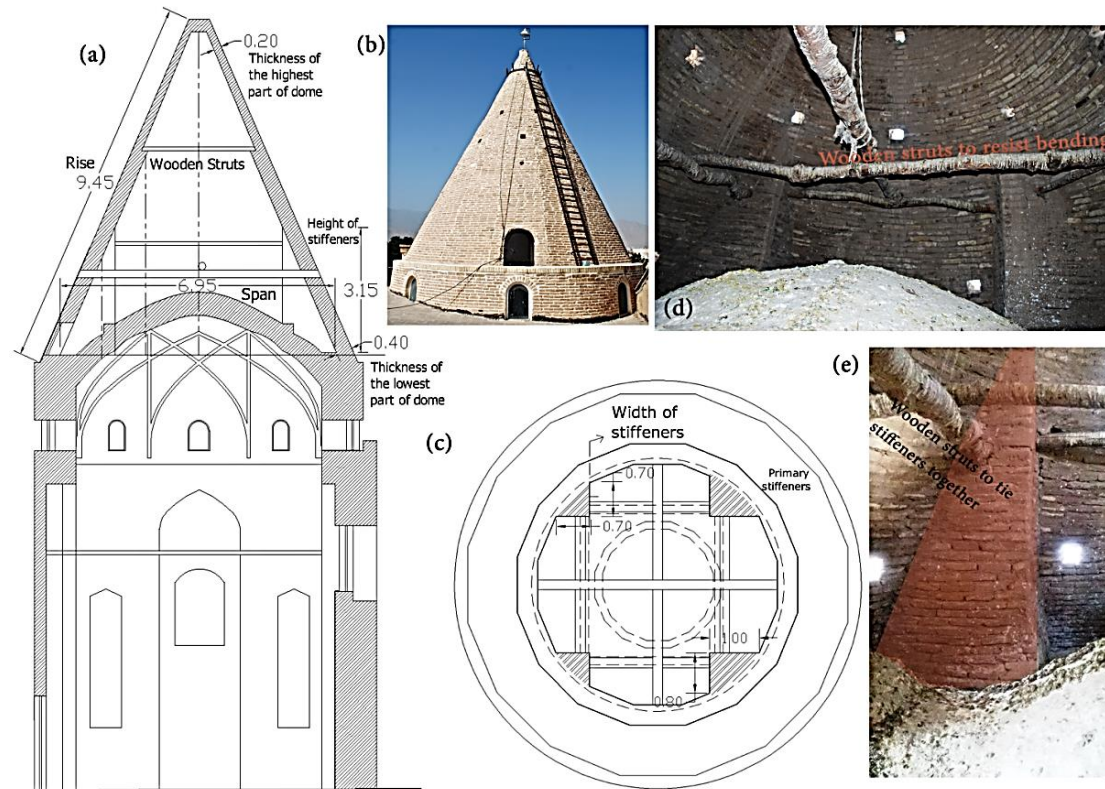 (a)
0.20
Thickness of
the highest
part of dome
Rise
9.45
Wooden Struts
Height of
stiffeners
6.95
Span
3.15
0.40
Thickness of
the lowest
part of dome
(b)
(c)
Width of
stiffeners
0.70
Primary
stiffeners
0.70
1.00
0.80
Wooden struts to resist bending
(d)
(e)
Wooden struts to tie
stiffeners together